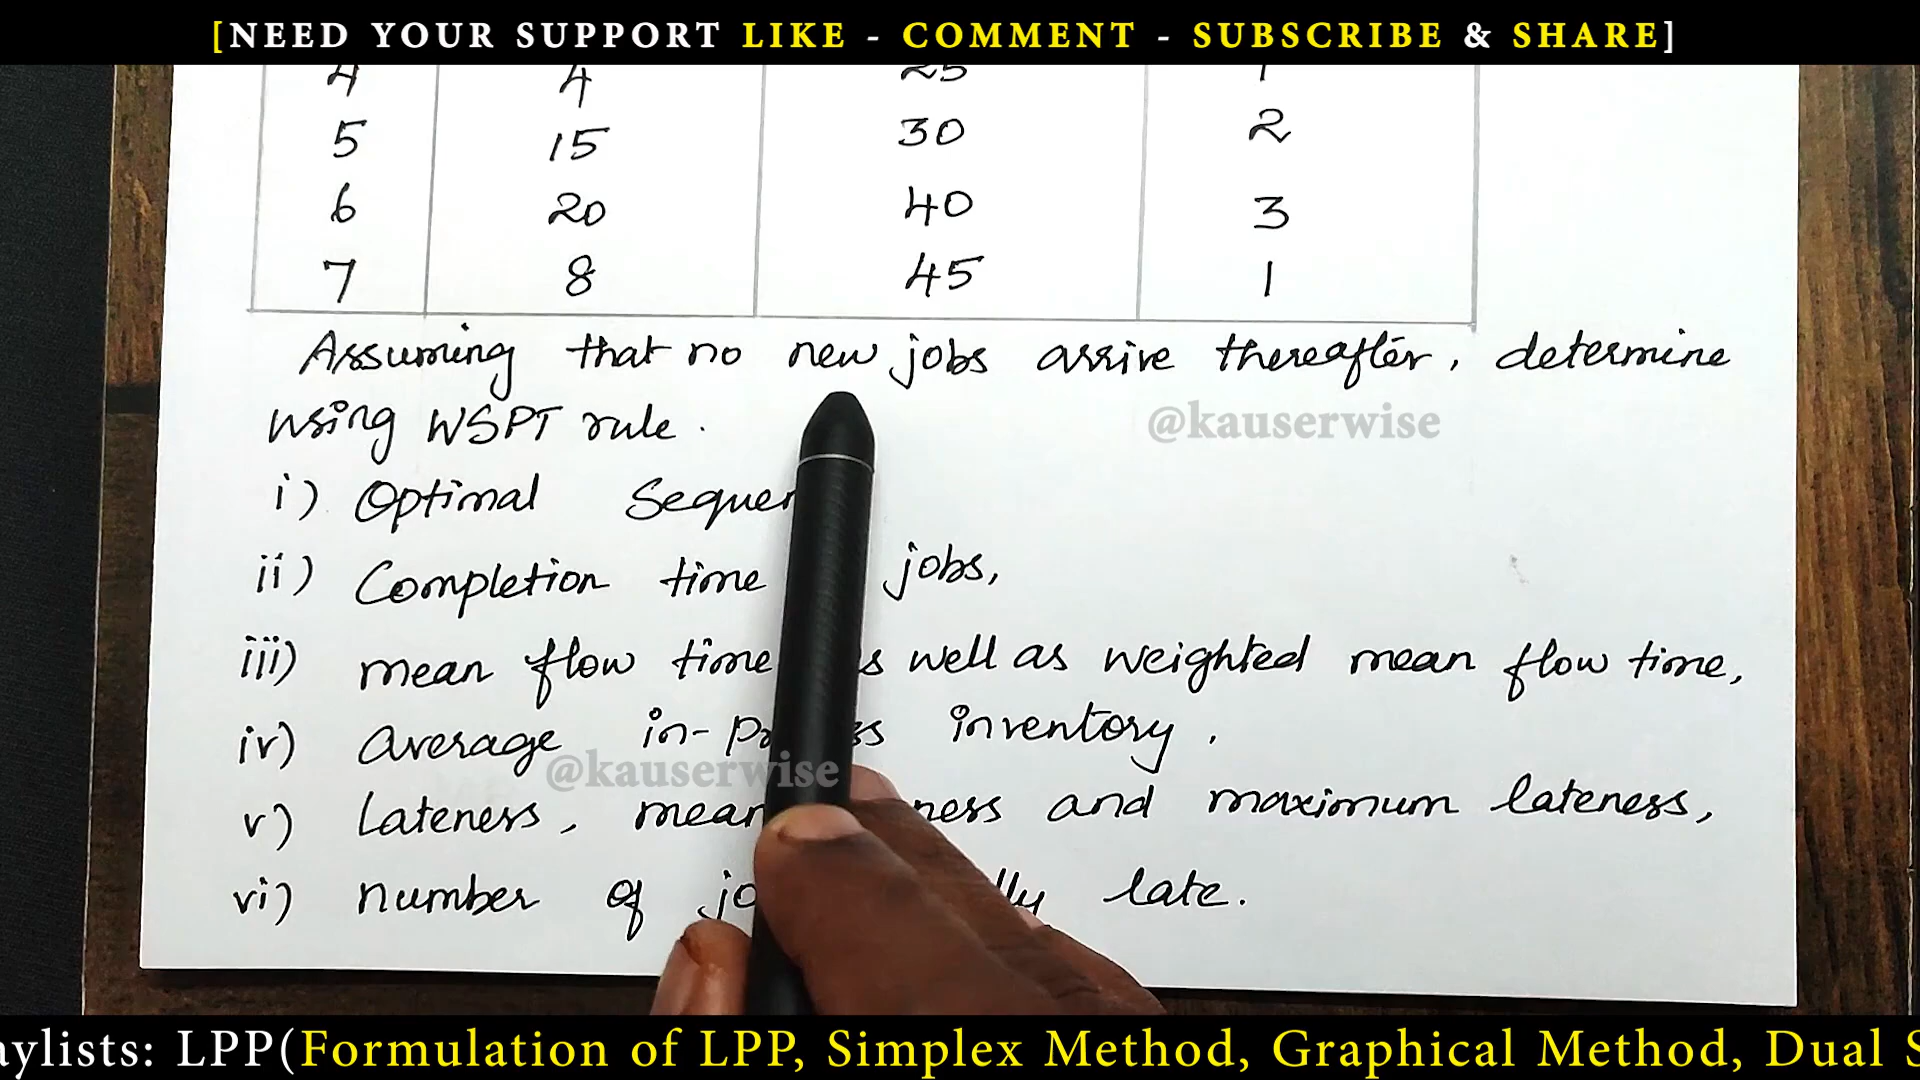 [NEED YOUR SUPPORT LIKE - COMMENT - SUBSCRIBE & SHARE]
4 4 25 1
5 15 30 2
6 20 40 3
7 8 45 1
Assuming that no new jobs arrive thereafter, determine
using WSPT rule.
@kauserwise
i) Optimal
ii) Completion time jobs,
iii) mean flow time well as weighted mean flow time,
iv) average in- inventory.
@kauserwise
v) Lateness, and maximum lateness,
vi) number of late.
aylists: LPP(Formulation of LPP, Simplex Method, Graphical Method, Dual S